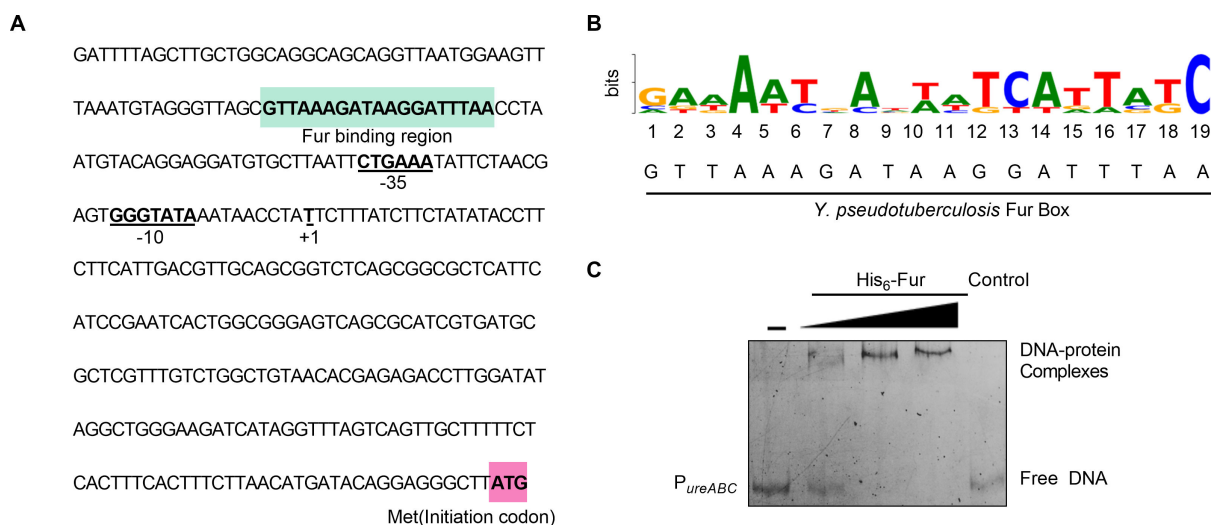 A
GATTTTAGCTTGCTGGCAGGCAGCAGGTTAATGGAAGTT
TAAATGTAGGGTTAGCGTTAAAGATAAGGATTTAACCTA
Fur binding region
ATGTACAGGAGGATGTGCTTAATTCTGAAATATTCTAACG
-35
AGTGGGTATAAATAACCTATTCTTTATCTTCTATATACCTT
-10
+1
CTTCATTGACGTTGCAGCGGTCTCAGCGGCGCTCATTC
ATCCGAATCACTGGCGGGAGTCAGCGCATCGTGATGC
GCTCGTTTGTCTGGCTGTAACACGAGAGACCTTGGATAT
AGGCTGGGAAGATCATAGGTTTAGTCAGTTGCTTTTTCT
CACTTTCACTTTCTTAACATGATACAGGAGGGCTTATG
Met(Initiation codon)
B
bits
1 2 3 4 5 6 7 8 9 10 11 12 13 14 15 16 17 18 19
G T T A A A G A T A A G G A T T T A A
Y. pseudotuberculosis Fur Box
C
His6-Fur Control
DNA-protein
Complexes
PureABC
Free DNA